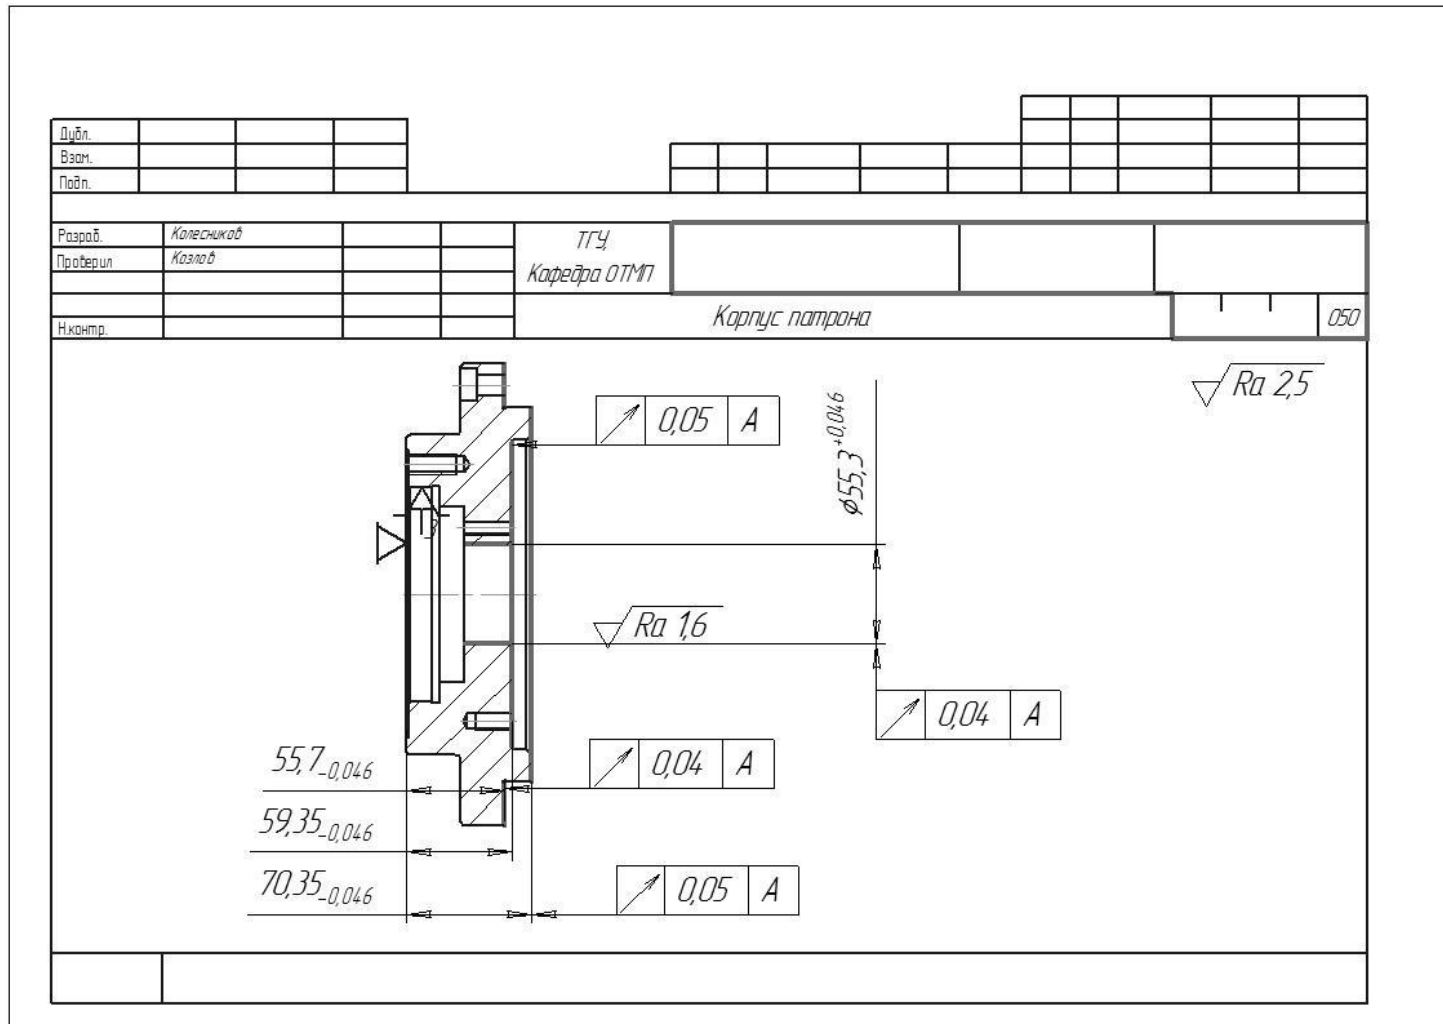 Дубл.
Взам.
Подп.
Разраб. Колесников
Проверил Козлов
ТГУ,
Кафедра ОТМП
Н.контр.
Корпус патрона
050
Ra 2,5
0,05 A
⌀55,3 +0,046
Ra 1,6
0,04 A
0,04 A
55,7 -0,046
59,35 -0,046
70,35 -0,046
0,05 A